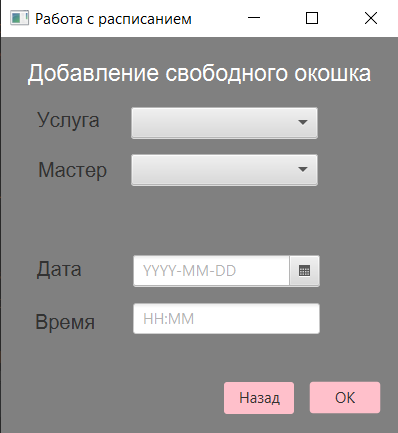 Работа с расписанием
Добавление свободного окошка
Услуга
Мастер
Дата YYYY-MM-DD
Время HH:MM
Назад OK